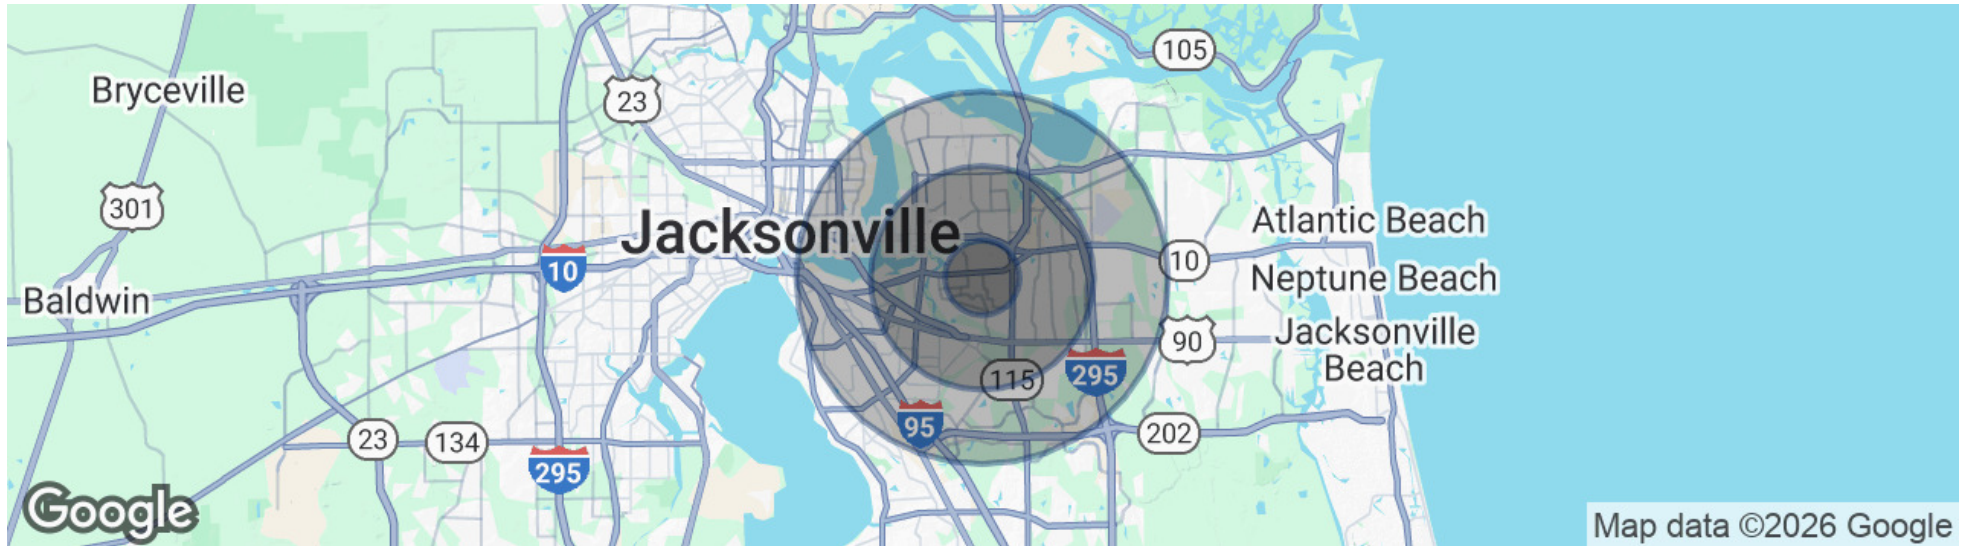 105
Bryceville
23
301
Atlantic Beach
Jacksonville
10
10
Neptune Beach
Baldwin
90
Jacksonville
Beach
115
295
95
23
134
202
295
Google
Map data ©2026 Google